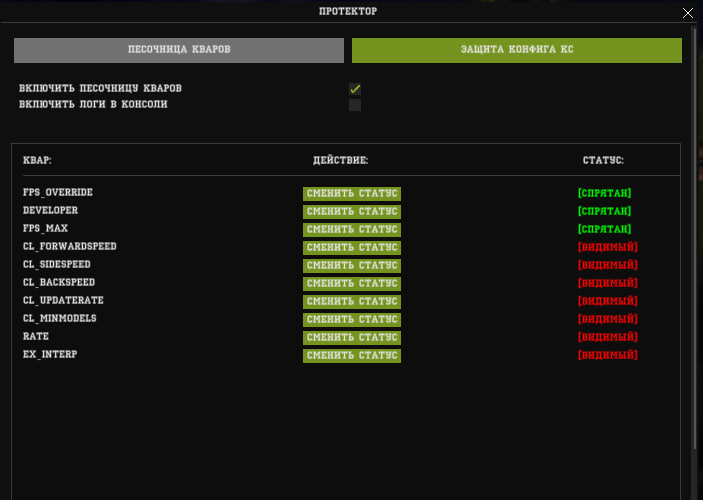 ПРОТЕКТОР
ПЕСОЧНИЦА КВАРОВ ЗАЩИТА КОНФИГА КС
ВКЛЮЧИТЬ ПЕСОЧНИЦУ КВАРОВ
ВКЛЮЧИТЬ ЛОГИ В КОНСОЛИ
КВАР: ДЕЙСТВИЕ: СТАТУС:
FPS_OVERRIDE СМЕНИТЬ СТАТУС [СПРЯТАН]
DEVELOPER СМЕНИТЬ СТАТУС [СПРЯТАН]
FPS_MAX СМЕНИТЬ СТАТУС [СПРЯТАН]
CL_FORWARDSPEED СМЕНИТЬ СТАТУС [ВИДИМЫЙ]
CL_SIDESPEED СМЕНИТЬ СТАТУС [ВИДИМЫЙ]
CL_BACKSPEED СМЕНИТЬ СТАТУС [ВИДИМЫЙ]
CL_UPDATERATE СМЕНИТЬ СТАТУС [ВИДИМЫЙ]
CL_MINMODELS СМЕНИТЬ СТАТУС [ВИДИМЫЙ]
RATE СМЕНИТЬ СТАТУС [ВИДИМЫЙ]
EX_INTERP СМЕНИТЬ СТАТУС [ВИДИМЫЙ]